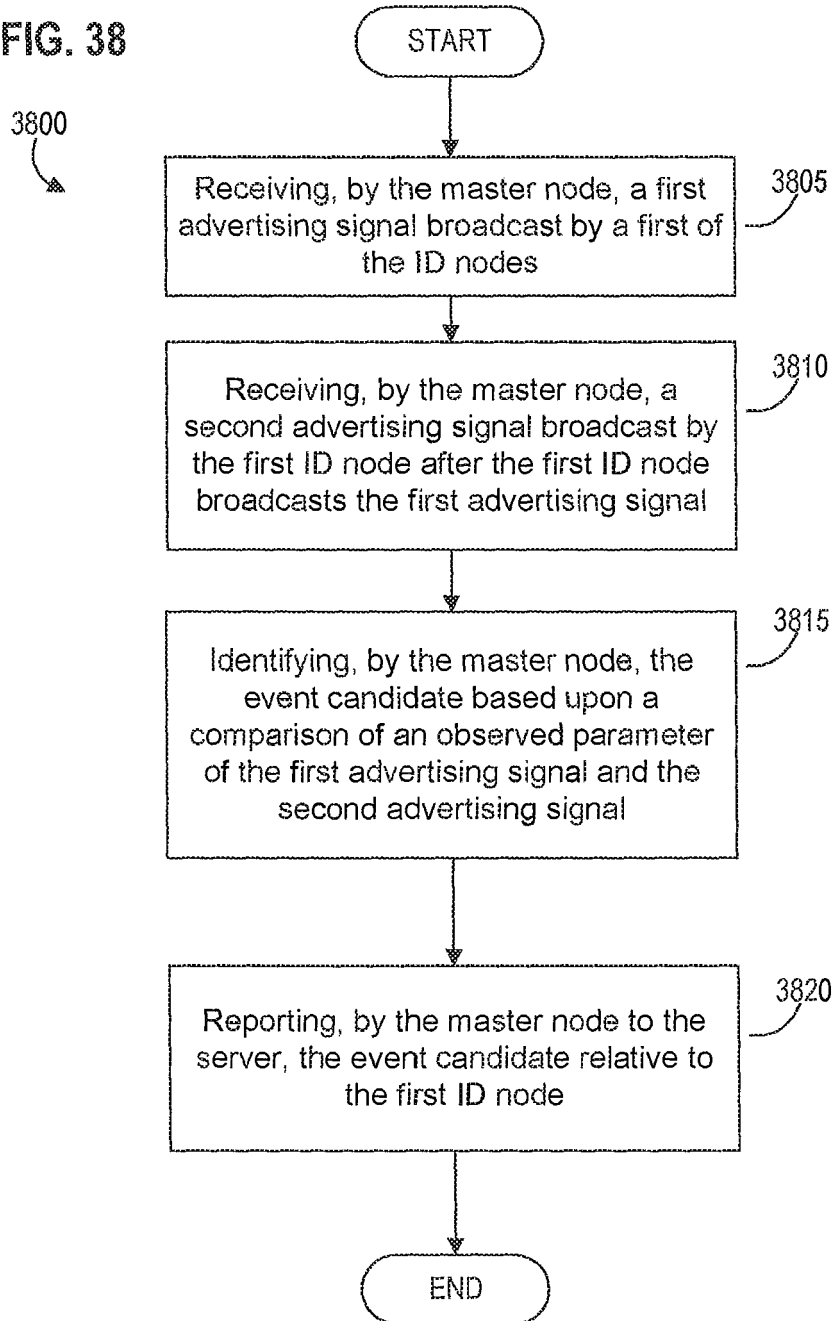 FIG. 38
START
3800
3805
Receiving, by the master node, a first
advertising signal broadcast by a first of
the ID nodes
3810
Receiving, by the master node, a
second advertising signal broadcast by
the first ID node after the first ID node
broadcasts the first advertising signal
3815
Identifying, by the master node, the
event candidate based upon a
comparison of an observed parameter
of the first advertising signal and the
second advertising signal
3820
Reporting, by the master node to the
server, the event candidate relative to
the first ID node
END